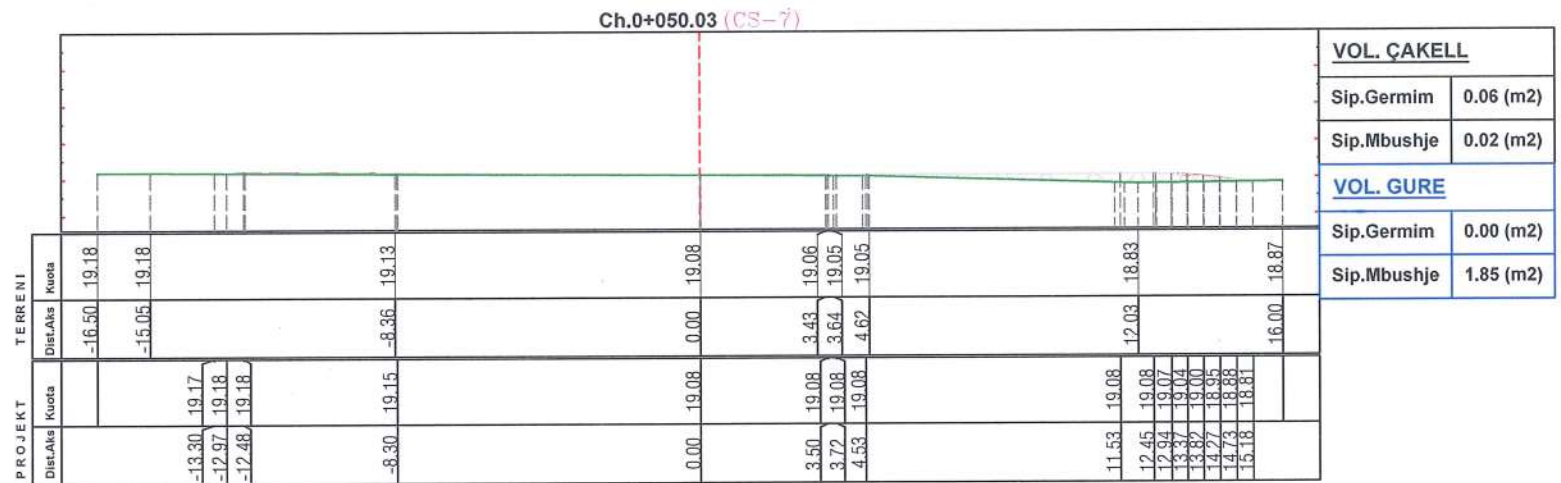 Ch.0+050.03 (CS-7)
VOL. ÇAKELL
Sip.Germim 0.06 (m2)
Sip.Mbushje 0.02 (m2)
VOL. GURE
Sip.Germim 0.00 (m2)
Sip.Mbushje 1.85 (m2)
TERRENI
Kuota 19.18 19.18 19.13 19.08 19.06 19.05 19.05 18.83 18.87
Dist.Aks -16.50 -15.05 -8.36 0.00 3.43 3.64 4.62 12.03 16.00
PROJEKT
Kuota 19.17 19.18 19.18 19.15 19.08 19.08 19.08 19.08 19.08 19.08 19.07 19.04 19.00 18.95 18.88 18.81
Dist.Aks -13.30 -12.97 -12.48 -8.30 0.00 3.50 3.72 4.53 11.53 12.45 12.94 13.37 13.82 14.27 14.73 15.18